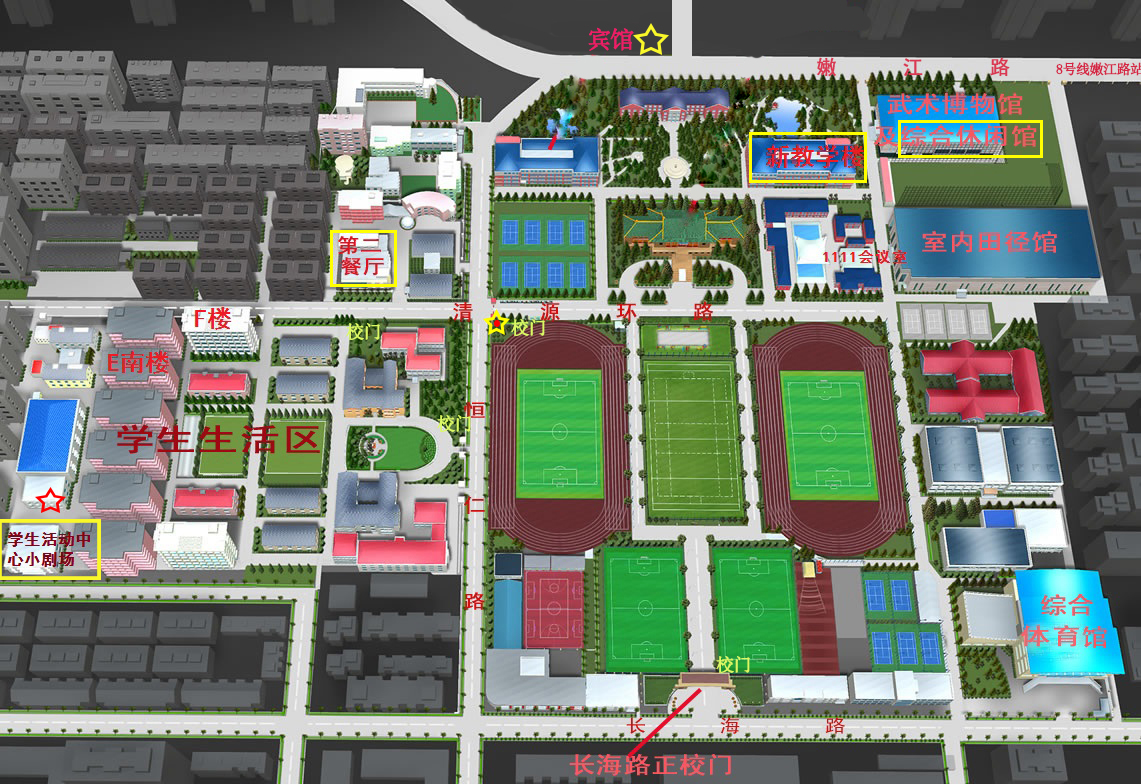 宾馆
嫩江路
8号线嫩江路站
武术博物馆
及综合休闲馆
新教学楼
第二
餐厅
室内田径馆
1111会议室
清源环路
F楼
校门
校门
E南楼
校门
学生生活区
恒仁路
学生活动中
心小剧场
综合
体育馆
校门
长海路
长海路正校门